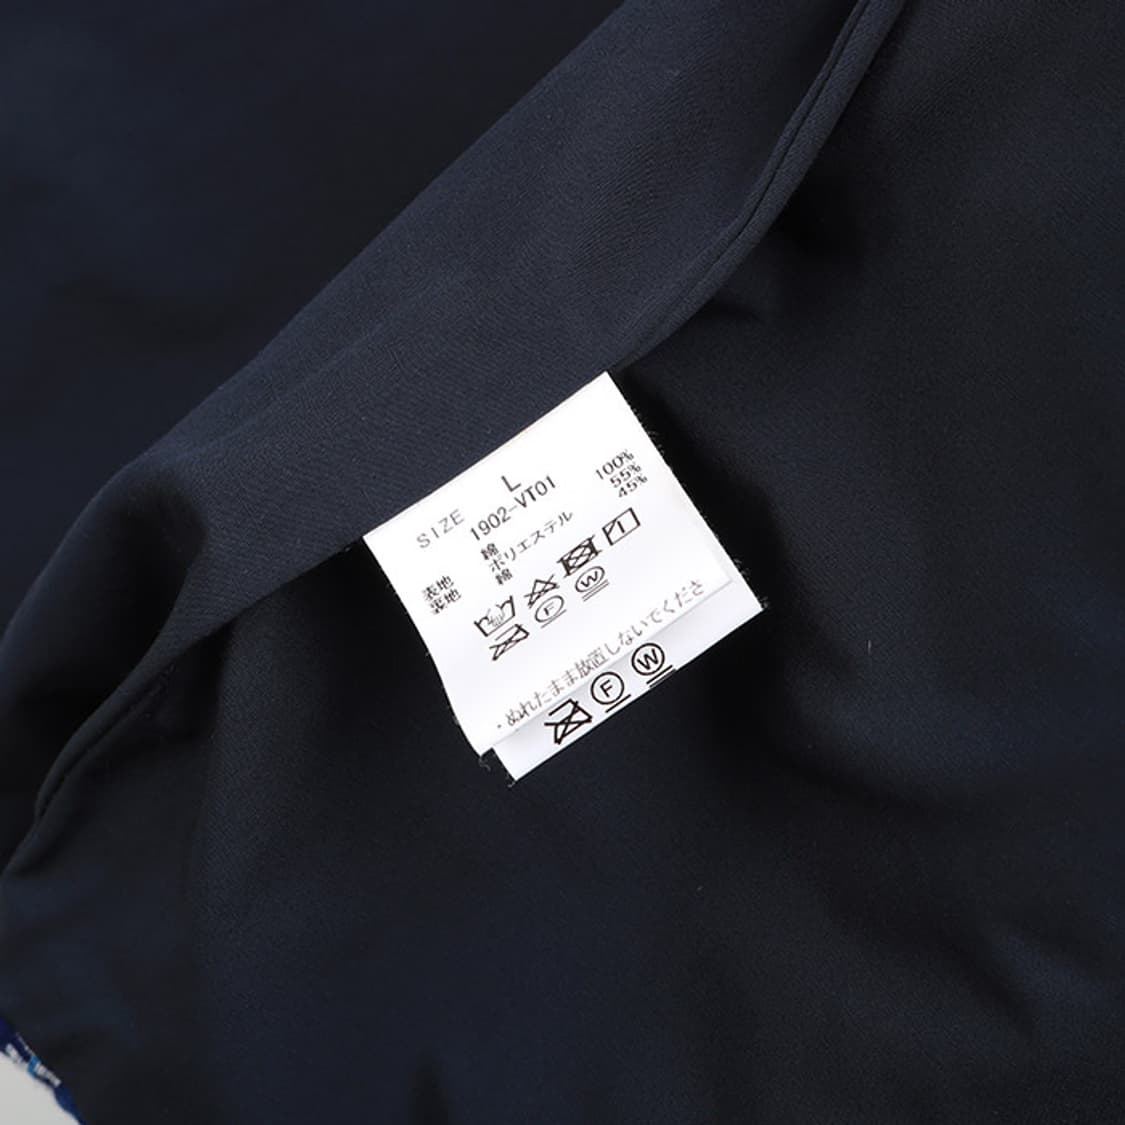 SIZE L
1902-VT01
表地 綿 100%
裏地 ポリエステル 55%
綿 45%
F W
・ぬれたまま放置しないでくださ
F W